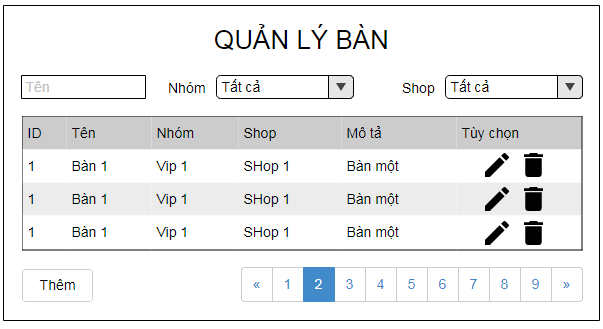 QUẢN LÝ BÀN
Tên Nhóm Tất cả Shop Tất cả
ID Tên Nhóm Shop Mô tả Tùy chọn
1 Bàn 1 Vip 1 SHop 1 Bàn một
1 Bàn 1 Vip 1 SHop 1 Bàn một
1 Bàn 1 Vip 1 SHop 1 Bàn một
Thêm « 1 2 3 4 5 6 7 8 9 »